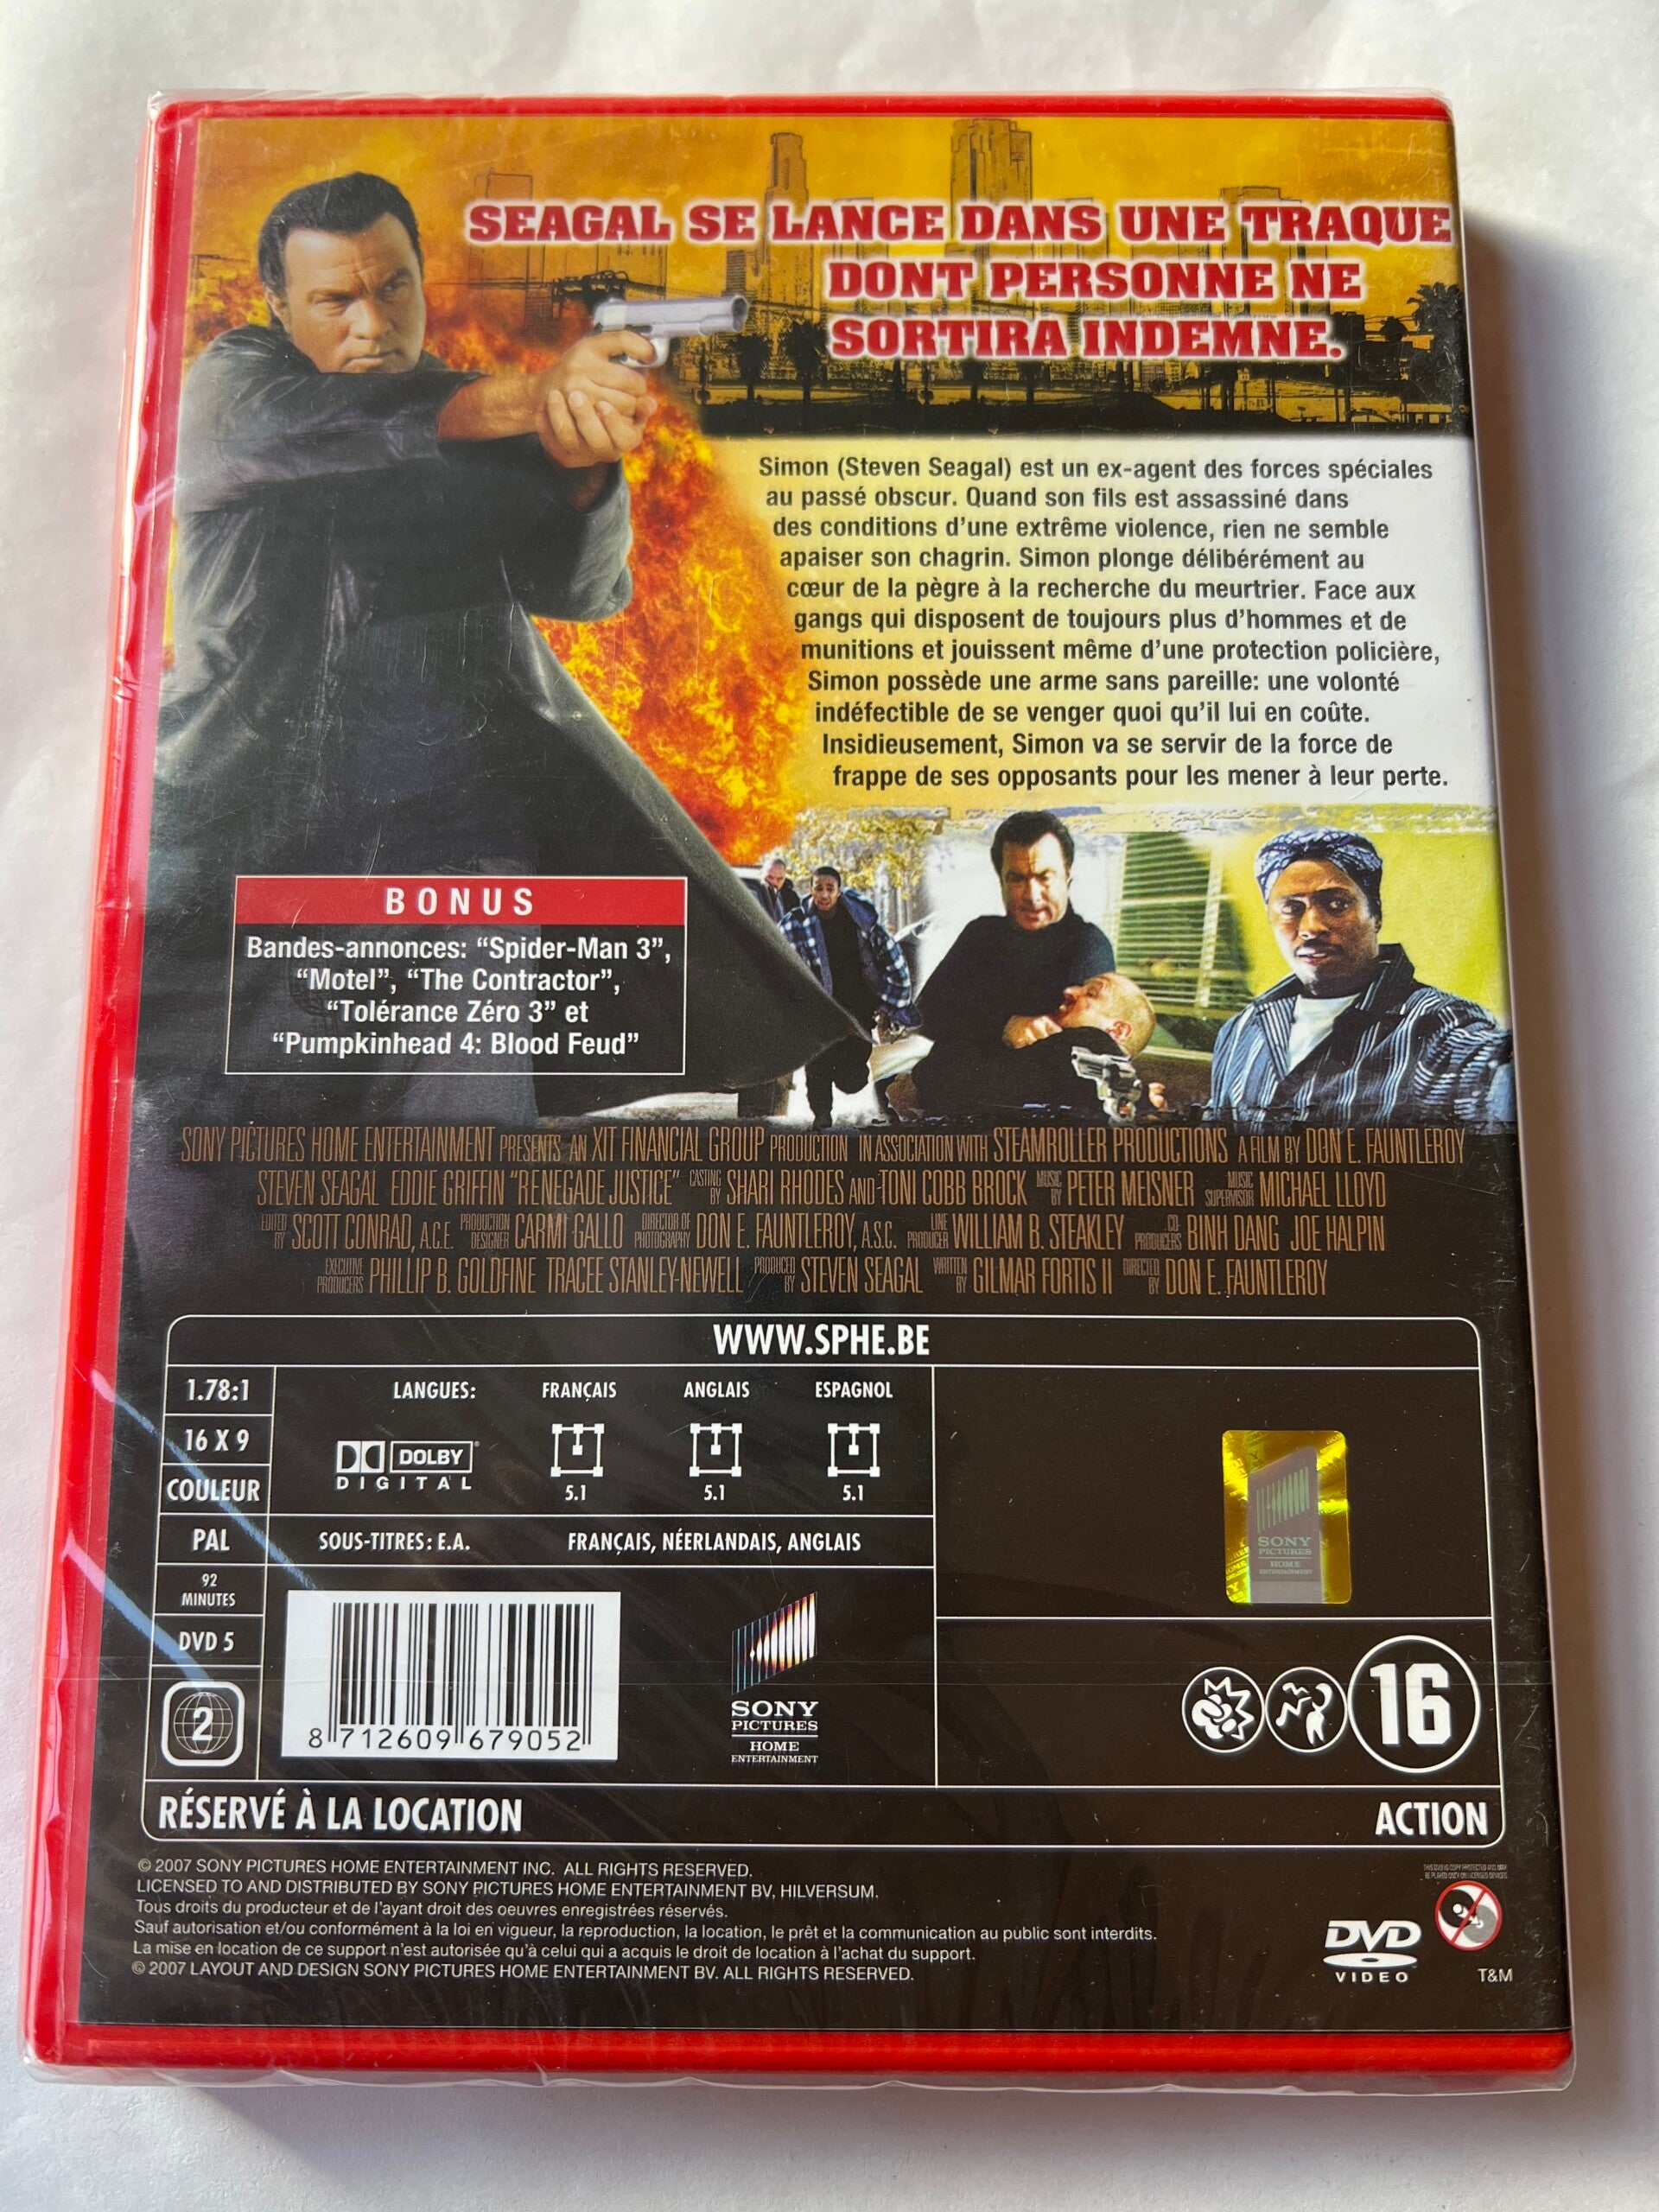 SEAGAL SE LANCE DANS UNE TRAQUE
DONT PERSONNE NE
SORTIRA INDEMNE.
Simon (Steven Seagal) est un ex-agent des forces spéciales
au passé obscur. Quand son fils est assassiné dans
des conditions d'une extrême violence, rien ne semble
apaiser son chagrin. Simon plonge délibérément au
cœur de la pègre à la recherche du meurtrier. Face aux
gangs qui disposent de toujours plus d'hommes et de
munitions et jouissent même d'une protection policière,
Simon possède une arme sans pareille: une volonté
indéfectible de se venger quoi qu'il lui en coûte.
Insidieusement, Simon va se servir de la force de
frappe de ses opposants pour les mener à leur perte.
BONUS
Bandes-annonces: “Spider-Man 3”,
“Motel”, “The Contractor”,
“Tolérance Zéro 3” et
“Pumpkinhead 4: Blood Feud”
SONY PICTURES HOME ENTERTAINMENT PRESENTS AN XIT FINANCIAL GROUP PRODUCTION IN ASSOCIATION WITH STEAMROLLER PRODUCTIONS A FILM BY DON E. FAUNTLEROY
STEVEN SEAGAL EDDIE GRIFFIN “RENEGADE JUSTICE” CASTING BY SHARI RHODES AND TONI COBB BROCK MUSIC BY PETER MEISNER MUSIC SUPERVISOR MICHAEL LLOYD
EDITED BY SCOTT CONRAD, A.C.E. PRODUCTION DESIGNER CARMI GALLO DIRECTOR OF PHOTOGRAPHY DON E. FAUNTLEROY, A.S.C. LINE PRODUCER WILLIAM B. STEAKLEY CO-PRODUCERS BINH DANG JOE HALPIN
EXECUTIVE PRODUCERS PHILLIP B. GOLDFINE TRACEE STANLEY-NEWELL PRODUCED BY STEVEN SEAGAL WRITTEN BY GILMAR FORTIS II DIRECTED BY DON E. FAUNTLEROY
WWW.SPHE.BE
1.78:1
16 X 9
COULEUR
PAL
92
MINUTES
DVD 5
2
LANGUES: FRANÇAIS ANGLAIS ESPAGNOL
DOLBY
DIGITAL
5.1 5.1 5.1
SOUS-TITRES: E.A. FRANÇAIS, NÉERLANDAIS, ANGLAIS
8 712609 679052
SONY
PICTURES
HOME
ENTERTAINMENT
SONY
PICTURES
HOME
ENTERTAINMENT
16
RÉSERVÉ À LA LOCATION
ACTION
© 2007 SONY PICTURES HOME ENTERTAINMENT INC. ALL RIGHTS RESERVED.
LICENSED TO AND DISTRIBUTED BY SONY PICTURES HOME ENTERTAINMENT BV, HILVERSUM.
Tous droits du producteur et de l'ayant droit des oeuvres enregistrées réservés.
Sauf autorisation et/ou conformément à la loi en vigueur, la reproduction, la location, le prêt et la communication au public sont interdits.
La mise en location de ce support n'est autorisée qu'à celui qui a acquis le droit de location à l'achat du support.
© 2007 LAYOUT AND DESIGN SONY PICTURES HOME ENTERTAINMENT BV. ALL RIGHTS RESERVED.
THIS DVD IS COPY PROTECTED AND MAY
BE PLAYED ONLY ON LICENSED DEVICES
DVD
VIDEO
T&M